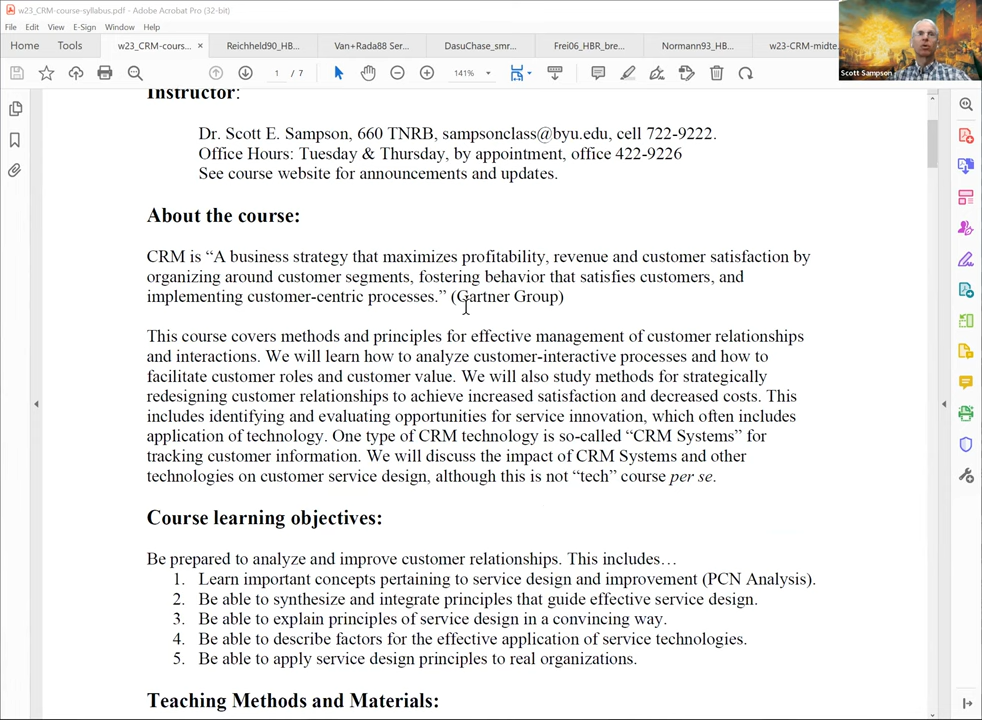 w23_CRM-course-syllabus.pdf - Adobe Acrobat Pro (32-bit)
File Edit View E-Sign Window Help
Home Tools w23_CRM-cours... × Reichheld90_HB... Van+Rada88 Ser... DasuChase_smr... Frei06_HBR_bre... Normann93_HB... w23-CRM-midte
1 / 7 141%
Scott Sampson
Instructor:
Dr. Scott E. Sampson, 660 TNRB, sampsonclass@byu.edu, cell 722-9222.
Office Hours: Tuesday & Thursday, by appointment, office 422-9226
See course website for announcements and updates.
About the course:
CRM is “A business strategy that maximizes profitability, revenue and customer satisfaction by
organizing around customer segments, fostering behavior that satisfies customers, and
implementing customer-centric processes.” (Gartner Group)
This course covers methods and principles for effective management of customer relationships
and interactions. We will learn how to analyze customer-interactive processes and how to
facilitate customer roles and customer value. We will also study methods for strategically
redesigning customer relationships to achieve increased satisfaction and decreased costs. This
includes identifying and evaluating opportunities for service innovation, which often includes
application of technology. One type of CRM technology is so-called “CRM Systems” for
tracking customer information. We will discuss the impact of CRM Systems and other
technologies on customer service design, although this is not “tech” course per se.
Course learning objectives:
Be prepared to analyze and improve customer relationships. This includes…
1. Learn important concepts pertaining to service design and improvement (PCN Analysis).
2. Be able to synthesize and integrate principles that guide effective service design.
3. Be able to explain principles of service design in a convincing way.
4. Be able to describe factors for the effective application of service technologies.
5. Be able to apply service design principles to real organizations.
Teaching Methods and Materials: